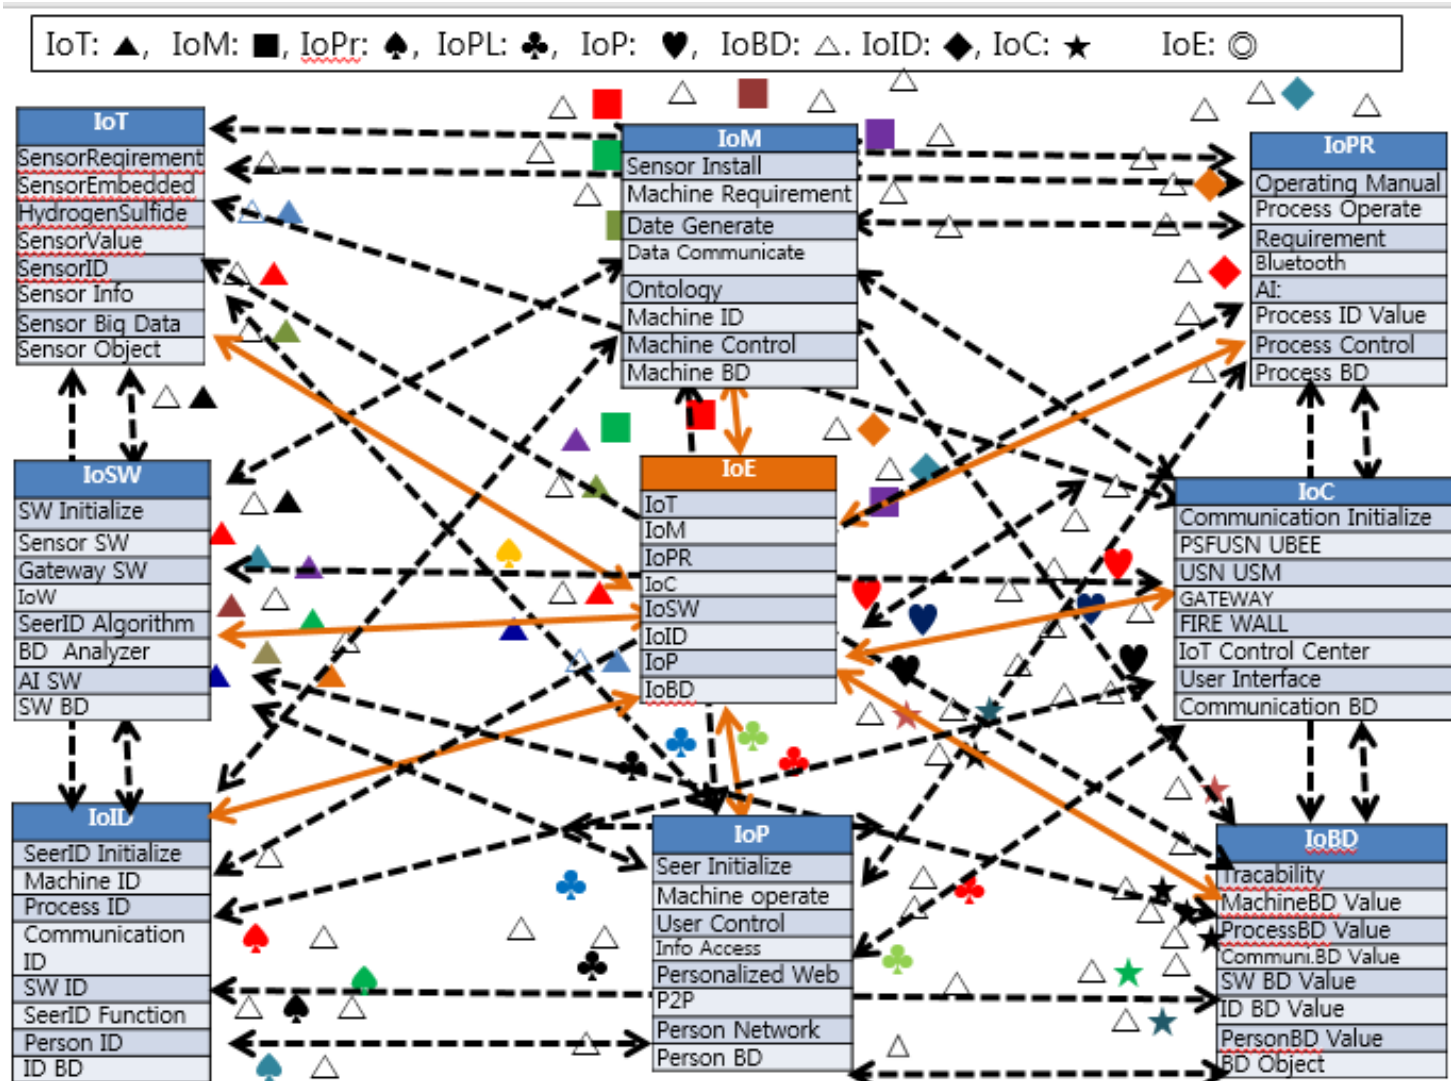 IoT: ▲, IoM: ■, IoPr: ♠, IoPL: ♣, IoP: ♥, IoBD: △. IoID: ◆, IoC: ★ IoE: ◎
IoT
SensorReqirement
SensorEmbedded
HydrogenSulfide
SensorValue
SensorID
Sensor Info
Sensor Big Data
Sensor Object
IoM
Sensor Install
Machine Requirement
Date Generate
Data Communicate
Ontology
Machine ID
Machine Control
Machine BD
IoPR
Operating Manual
Process Operate
Requirement
Bluetooth
AI:
Process ID Value
Process Control
Process BD
IoSW
SW Initialize
Sensor SW
Gateway SW
IoW
SeerID Algorithm
BD Analyzer
AI SW
SW BD
IoE
IoT
IoM
IoPR
IoC
IoSW
IoID
IoP
IoBD
IoC
Communication Initialize
PSFUSN UBEE
USN USM
GATEWAY
FIRE WALL
IoT Control Center
User Interface
Communication BD
IoID
SeerID Initialize
Machine ID
Process ID
Communication
ID
SW ID
SeerID Function
Person ID
ID BD
IoP
Seer Initialize
Machine operate
User Control
Info Access
Personalized Web
P2P
Person Network
Person BD
IoBD
Tracability
MachineBD Value
ProcessBD Value
Communi.BD Value
SW BD Value
ID BD Value
PersonBD Value
BD Object